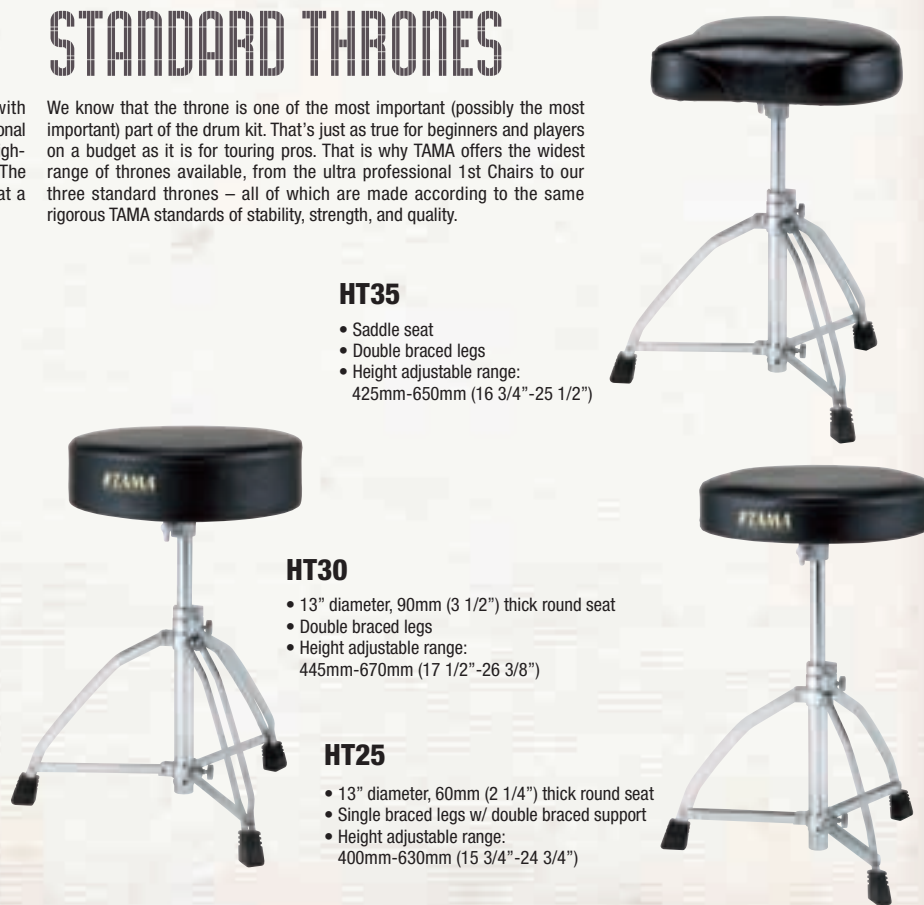 STANDARD THRONES
with
onal
ugh-
The
at a
We know that the throne is one of the most important (possibly the most
important) part of the drum kit. That’s just as true for beginners and players
on a budget as it is for touring pros. That is why TAMA offers the widest
range of thrones available, from the ultra professional 1st Chairs to our
three standard thrones – all of which are made according to the same
rigorous TAMA standards of stability, strength, and quality.
HT35
• Saddle seat
• Double braced legs
• Height adjustable range:
425mm-650mm (16 3/4”-25 1/2”)
TAMA
TAMA
HT30
• 13” diameter, 90mm (3 1/2”) thick round seat
• Double braced legs
• Height adjustable range:
445mm-670mm (17 1/2”-26 3/8”)
HT25
• 13” diameter, 60mm (2 1/4”) thick round seat
• Single braced legs w/ double braced support
• Height adjustable range:
400mm-630mm (15 3/4”-24 3/4”)